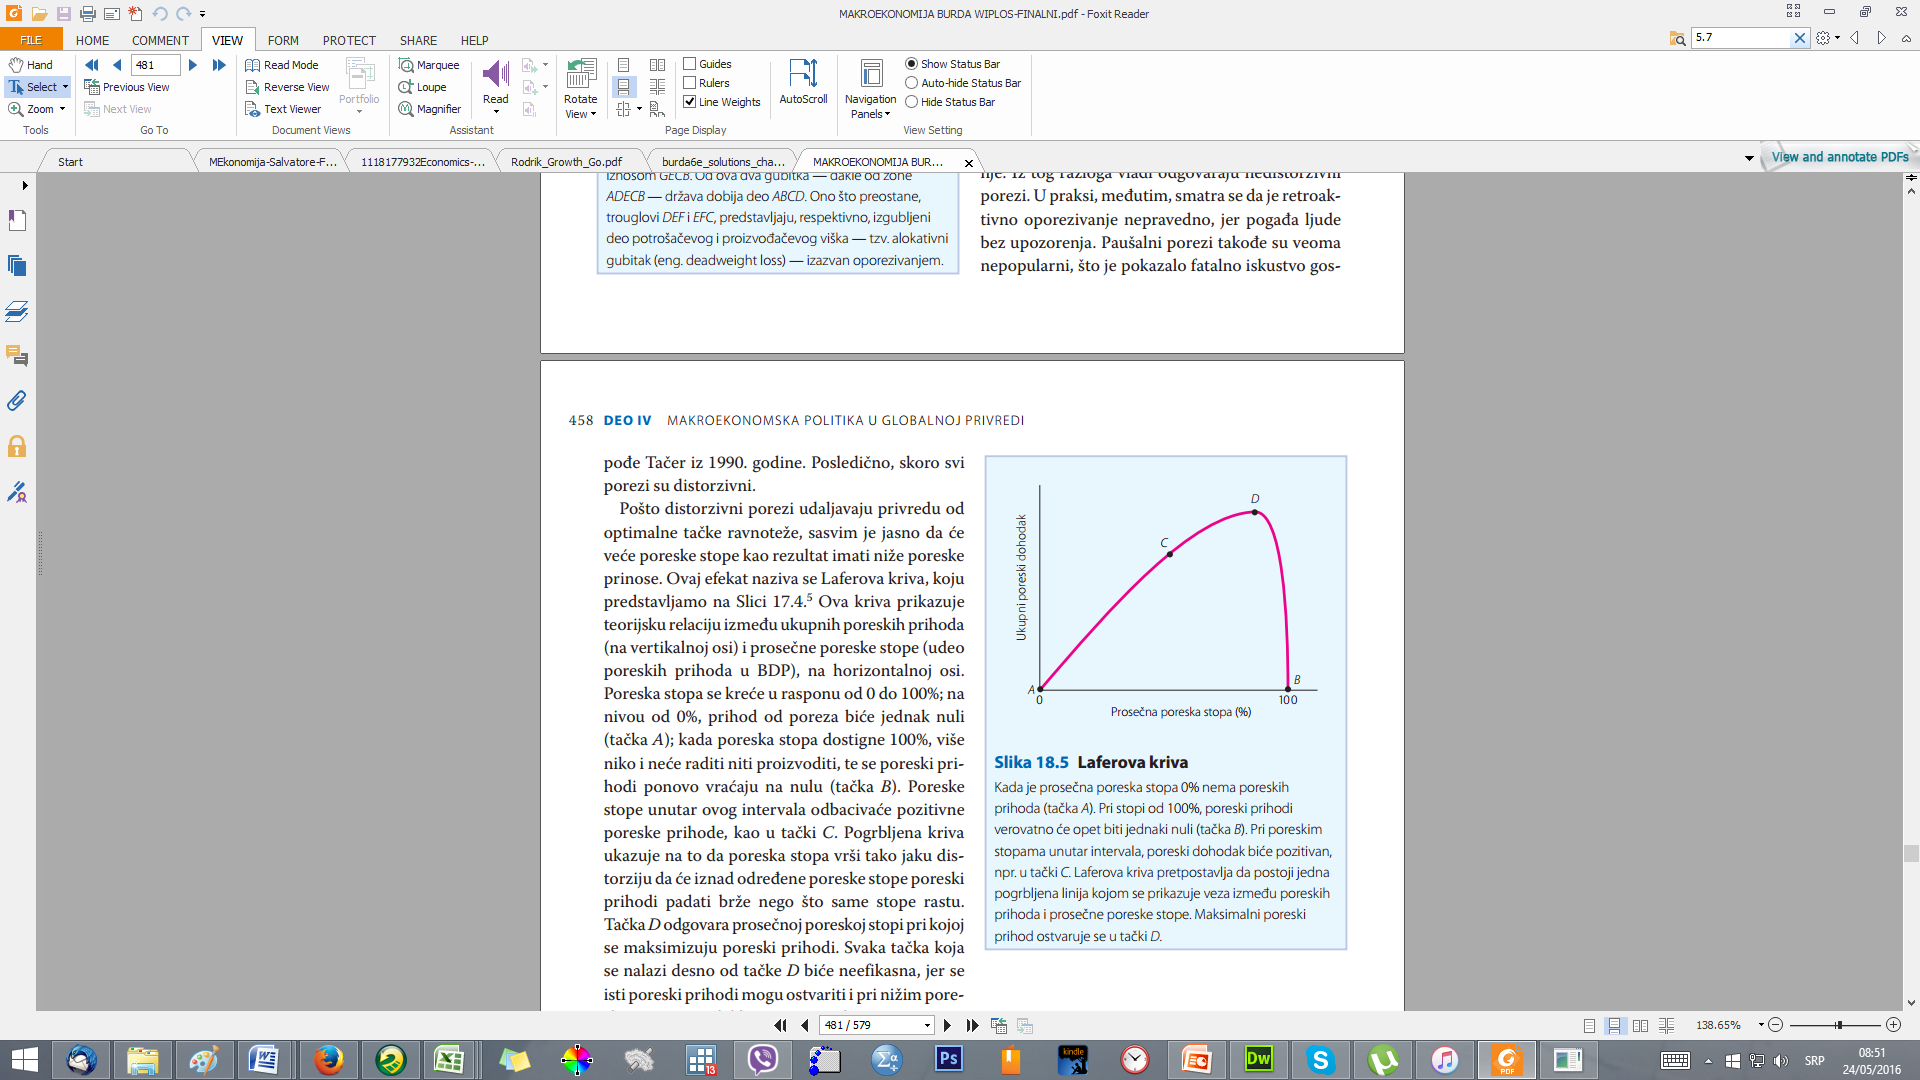 MAKROEKONOMIJA BURDA WIPLOS-FINALNI.pdf - Foxit Reader
FILE HOME COMMENT VIEW FORM PROTECT SHARE HELP
5.7
Hand
Select
Zoom
Tools
481
Previous View
Next View
Go To
Read Mode
Reverse View
Text Viewer
Portfolio
Document Views
Marquee
Loupe
Magnifier
Read
Assistant
Rotate
View
Guides
Rulers
Line Weights
Page Display
AutoScroll
Navigation
Panels
Show Status Bar
Auto-hide Status Bar
Hide Status Bar
View Setting
Start
MEkonomija-Salvatore-F...
1118177932Economics-...
Rodrik_Growth_Go.pdf
burda6e_solutions_cha...
MAKROEKONOMIJA BUR...
View and annotate PDFs
iznosom GECB. Od ova dva gubitka — dakle od zone
ADECB — država dobija deo ABCD. Ono što preostane,
trouglovi DEF i EFC, predstavljaju, respektivno, izgubljeni
deo potrošačevog i proizvođačevog viška — tzv. alokativni
gubitak (eng. deadweight loss) — izazvan oporezivanjem.
nje. Iz tog razloga vladi odgovaraju nedistorzivni
porezi. U praksi, međutim, smatra se da je retroak-
tivno oporezivanje nepravedno, jer pogađa ljude
bez upozorenja. Paušalni porezi takođe su veoma
nepopularni, što je pokazalo fatalno iskustvo gos-
458 DEO IV MAKROEKONOMSKA POLITIKA U GLOBALNOJ PRIVREDI
pođe Tačer iz 1990. godine. Posledično, skoro svi
porezi su distorzivni.
Pošto distorzivni porezi udaljavaju privredu od
optimalne tačke ravnoteže, sasvim je jasno da će
veće poreske stope kao rezultat imati niže poreske
prinose. Ovaj efekat naziva se Laferova kriva, koju
predstavljamo na Slici 17.4.⁵ Ova kriva prikazuje
teorijsku relaciju između ukupnih poreskih prihoda
(na vertikalnoj osi) i prosečne poreske stope (udeo
poreskih prihoda u BDP), na horizontalnoj osi.
Poreska stopa se kreće u rasponu od 0 do 100%; na
nivou od 0%, prihod od poreza biće jednak nuli
(tačka A); kada poreska stopa dostigne 100%, više
niko i neće raditi niti proizvoditi, te se poreski pri-
hodi ponovo vraćaju na nulu (tačka B). Poreske
stope unutar ovog intervala odbacivaće pozitivne
poreske prihode, kao u tački C. Pogrbljena kriva
ukazuje na to da poreska stopa vrši tako jaku dis-
torziju da će iznad određene poreske stope poreski
prihodi padati brže nego što same stope rastu.
Tačka D odgovara prosečnoj poreskoj stopi pri kojoj
se maksimizuju poreski prihodi. Svaka tačka koja
se nalazi desno od tačke D biće neefikasna, jer se
isti poreski prihodi mogu ostvariti i pri nižim pore-
Ukupni poreski dohodak
D
C
A
B
0
100
Prosečna poreska stopa (%)
Slika 18.5 Laferova kriva
Kada je prosečna poreska stopa 0% nema poreskih
prihoda (tačka A). Pri stopi od 100%, poreski prihodi
verovatno će opet biti jednaki nuli (tačka B). Pri poreskim
stopama unutar intervala, poreski dohodak biće pozitivan,
npr. u tački C. Laferova kriva pretpostavlja da postoji jedna
pogrbljena linija kojom se prikazuje veza između poreskih
prihoda i prosečne poreske stope. Maksimalni poreski
prihod ostvaruje se u tački D.
481 / 579
138.65%
13
Ps
kindle
Dw
PDF
SRP
08:51
24/05/2016